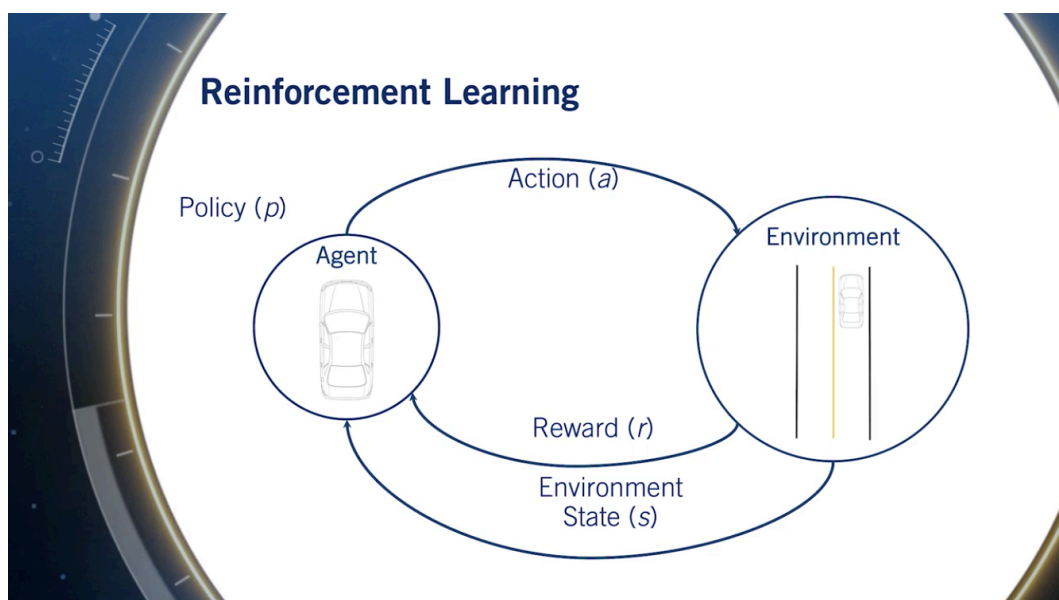 Reinforcement Learning
Action (a)
Policy (p)
Agent
Environment
Reward (r)
Environment
State (s)